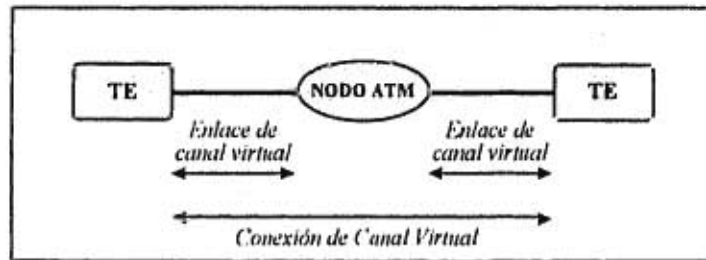 TE NODO ATM TE
Enlace de Enlace de
canal virtual canal virtual
Conexión de Canal Virtual